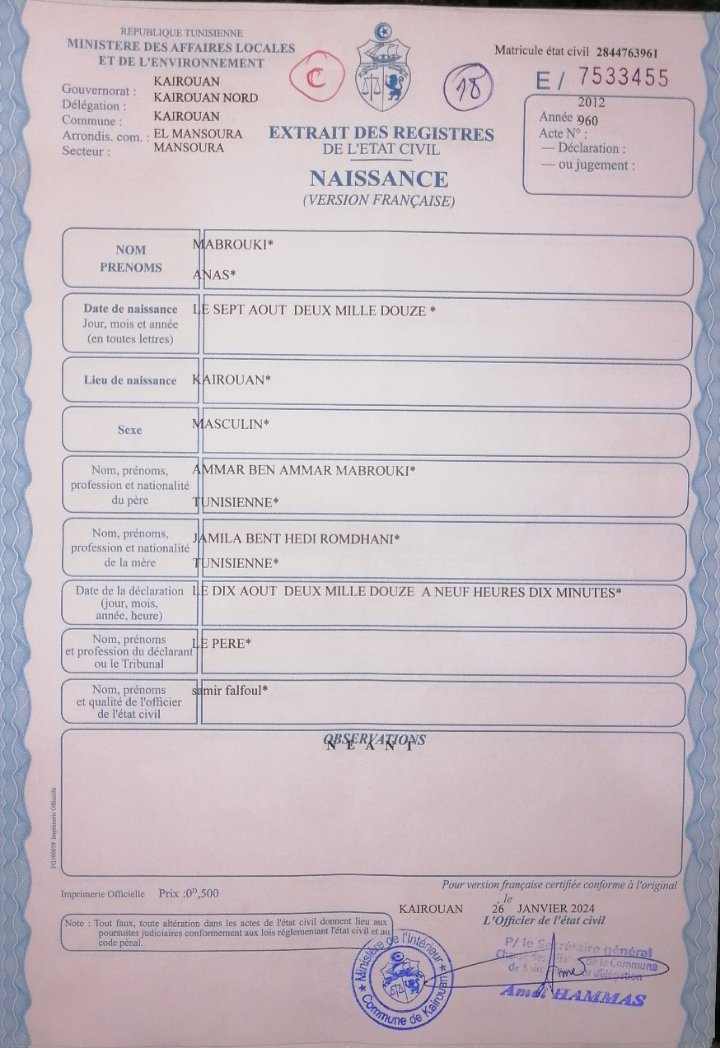 REPUBLIQUE TUNISIENNE
MINISTERE DES AFFAIRES LOCALES
ET DE L'ENVIRONNEMENT
Matricule état civil 2844763961
E / 7533455
C
18
Gouvernorat : KAIROUAN
Délégation : KAIROUAN NORD
Commune : KAIROUAN
Arrondis. com. : EL MANSOURA
Secteur : MANSOURA
2012
Année 960
Acte N° :
— Déclaration :
— ou jugement :
EXTRAIT DES REGISTRES
DE L'ETAT CIVIL
NAISSANCE
(VERSION FRANÇAISE)
NOM MABROUKI*
PRENOMS ANAS*
Date de naissance LE SEPT AOUT DEUX MILLE DOUZE *
Jour, mois et année
(en toutes lettres)
Lieu de naissance KAIROUAN*
Sexe MASCULIN*
Nom, prénoms, AMMAR BEN AMMAR MABROUKI*
profession et nationalité
du père TUNISIENNE*
Nom, prénoms, JAMILA BENT HEDI ROMDHANI*
profession et nationalité
de la mère TUNISIENNE*
Date de la déclaration LE DIX AOUT DEUX MILLE DOUZE A NEUF HEURES DIX MINUTES*
(jour, mois,
année, heure)
Nom, prénoms LE PERE*
et profession du déclarant
ou le Tribunal
Nom, prénoms samir falfoul*
et qualité de l'officier
de l'état civil
OBSERVATIONS
N E A N T
Imprimerie Officielle Prix :0ᴰ,500
Pour version française certifiée conforme à l'original
KAIROUAN le 26 JANVIER 2024
L'Officier de l'état civil
Note : Tout faux, toute altération dans les actes de l'état civil donnent lieu aux
poursuites judiciaires conformement aux lois réglementant l'état civil et au
code pénal.
Ministère de l'Intérieur
Commune de Kairouan
P/ le Secrétaire général
de la Commune
HAMMAS